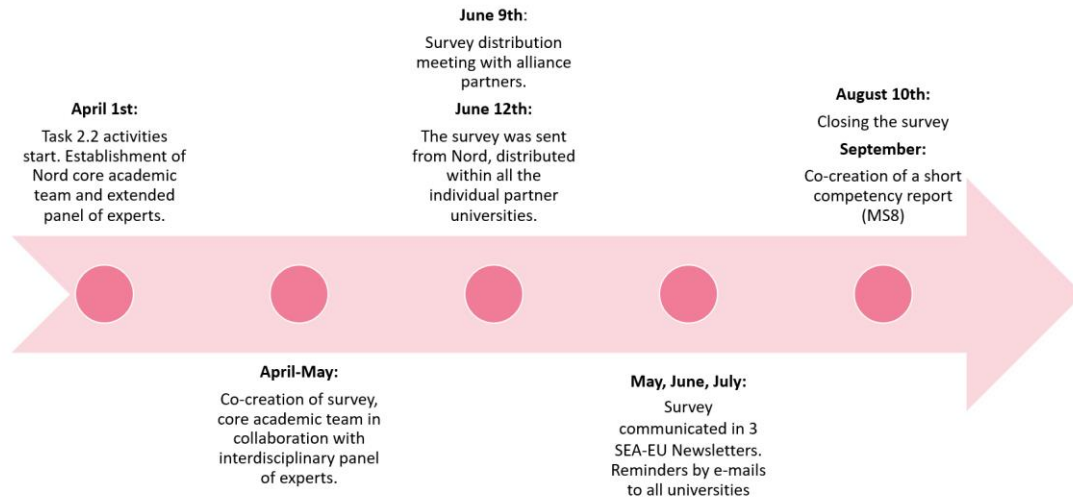 April 1st:
Task 2.2 activities
start. Establishment of
Nord core academic
team and extended
panel of experts.
April-May:
Co-creation of survey,
core academic team in
collaboration with
interdisciplinary panel
of experts.
June 9th:
Survey distribution
meeting with alliance
partners.
June 12th:
The survey was sent
from Nord, distributed
within all the
individual partner
universities.
May, June, July:
Survey
communicated in 3
SEA-EU Newsletters.
Reminders by e-mails
to all universities
August 10th:
Closing the survey
September:
Co-creation of a short
competency report
(MS8)